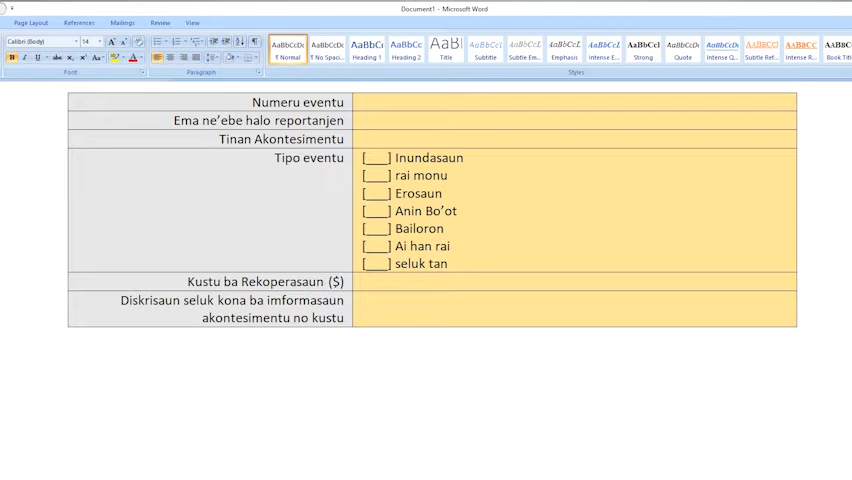 Document1 - Microsoft Word
Page Layout References Mailings Review View
Calibri (Body) 14
Font Paragraph Styles
AaBbCcDc AaBbCcDc AaBbCc AaBbCc AaBl AaBbCcI AaBbCcL AaBbCcL AaBbCcL AaBbCcl AaBbCcDc AaBbCcDc AABBCCI AABBCC AaBbCcl
¶ Normal ¶ No Spaci... Heading 1 Heading 2 Title Subtitle Subtle Em... Emphasis Intense E... Strong Quote Intense Q... Subtle Ref... Intense R... Book Titl
Numeru eventu
Ema ne’ebe halo reportanjen
Tinan Akontesimentu
Tipo eventu
[___] Inundasaun
[___] rai monu
[___] Erosaun
[___] Anin Bo’ot
[___] Bailoron
[___] Ai han rai
[___] seluk tan
Kustu ba Rekoperasaun ($)
Diskrisaun seluk kona ba imformasaun
akontesimentu no kustu